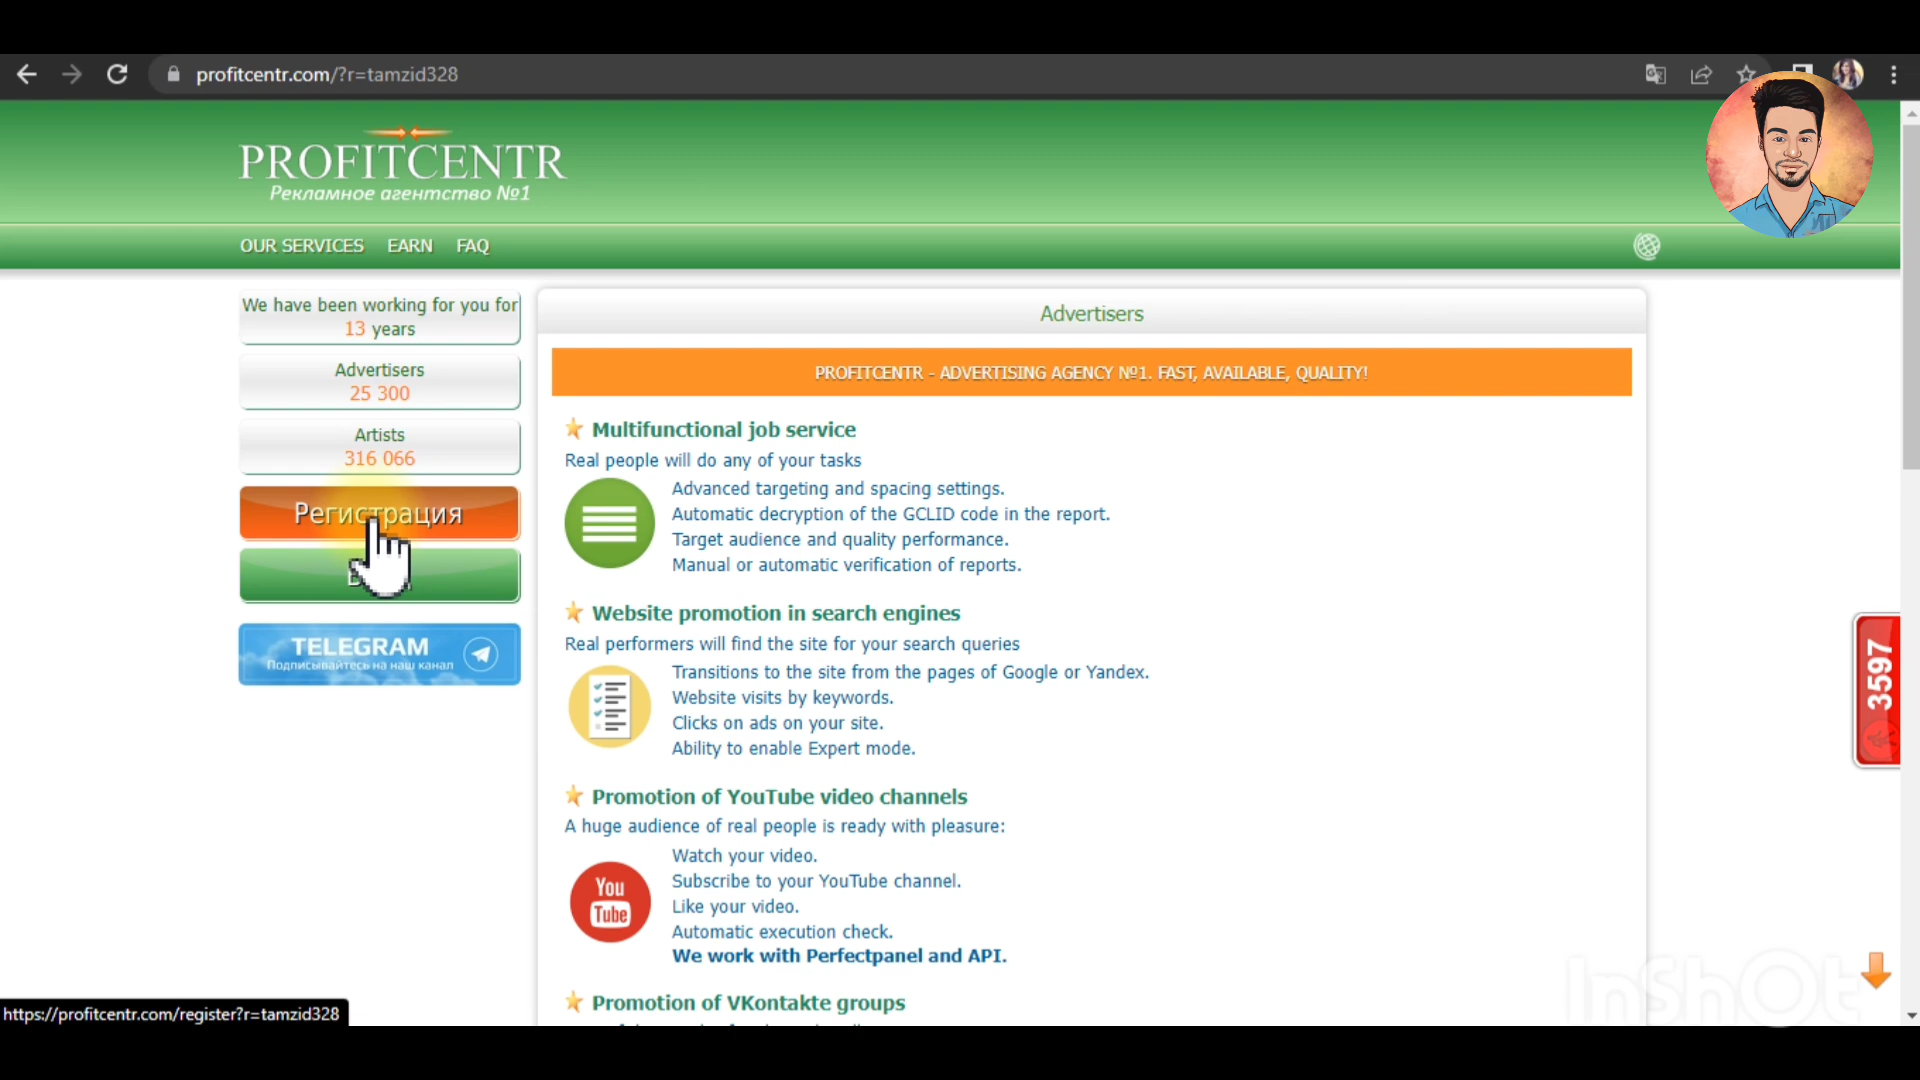 profitcentr.com/?r=tamzid328
PROFITCENTR
Рекламное агентство №1
OUR SERVICES EARN FAQ
We have been working for you for
13 years
Advertisers
25 300
Artists
316 066
Регистрация
TELEGRAM
Подписывайтесь на наш канал
Advertisers
PROFITCENTR - ADVERTISING AGENCY №1. FAST, AVAILABLE, QUALITY!
Multifunctional job service
Real people will do any of your tasks
Advanced targeting and spacing settings.
Automatic decryption of the GCLID code in the report.
Target audience and quality performance.
Manual or automatic verification of reports.
Website promotion in search engines
Real performers will find the site for your search queries
Transitions to the site from the pages of Google or Yandex.
Website visits by keywords.
Clicks on ads on your site.
Ability to enable Expert mode.
Promotion of YouTube video channels
A huge audience of real people is ready with pleasure:
You
Tube
Watch your video.
Subscribe to your YouTube channel.
Like your video.
Automatic execution check.
We work with Perfectpanel and API.
Promotion of VKontakte groups
3597
InShOt
https://profitcentr.com/register?r=tamzid328